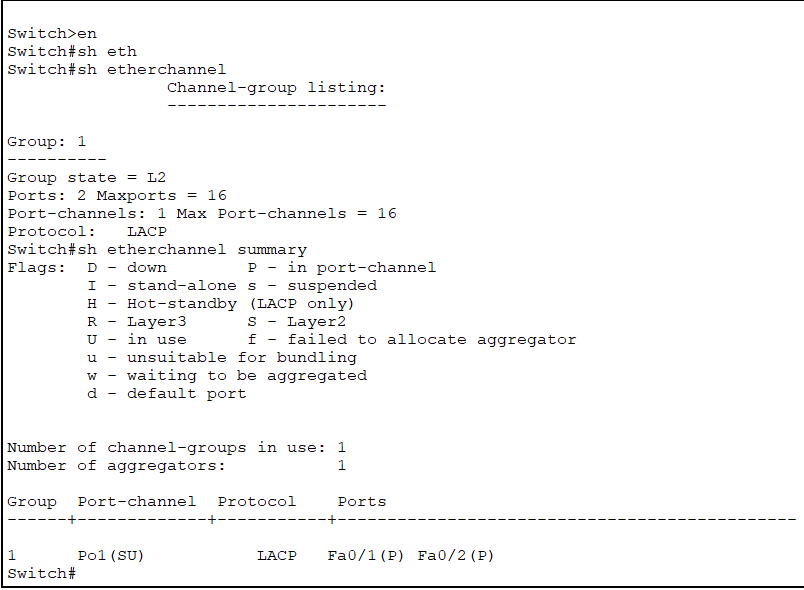 Switch>en
Switch#sh eth
Switch#sh etherchannel
                Channel-group listing:
                ----------------------

Group: 1
----------
Group state = L2
Ports: 2 Maxports = 16
Port-channels: 1 Max Port-channels = 16
Protocol:   LACP
Switch#sh etherchannel summary
Flags:  D - down        P - in port-channel
        I - stand-alone s - suspended
        H - Hot-standby (LACP only)
        R - Layer3      S - Layer2
        U - in use      f - failed to allocate aggregator
        u - unsuitable for bundling
        w - waiting to be aggregated
        d - default port


Number of channel-groups in use: 1
Number of aggregators:           1

Group  Port-channel  Protocol    Ports
------+-------------+-----------+----------------------------------------------

1      Po1(SU)           LACP   Fa0/1(P) Fa0/2(P)
Switch#